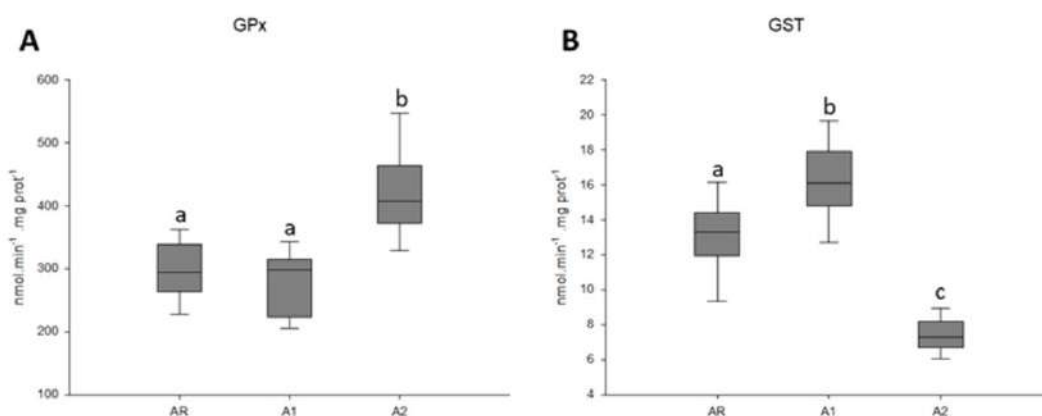 A
GPx
600
500
400
300
200
100
nmol.min⁻¹ .mg prot⁻¹
a
a
b
AR
A1
A2
B
GST
22
20
18
16
14
12
10
8
6
4
nmol.min⁻¹ .mg prot⁻¹
a
b
c
AR
A1
A2